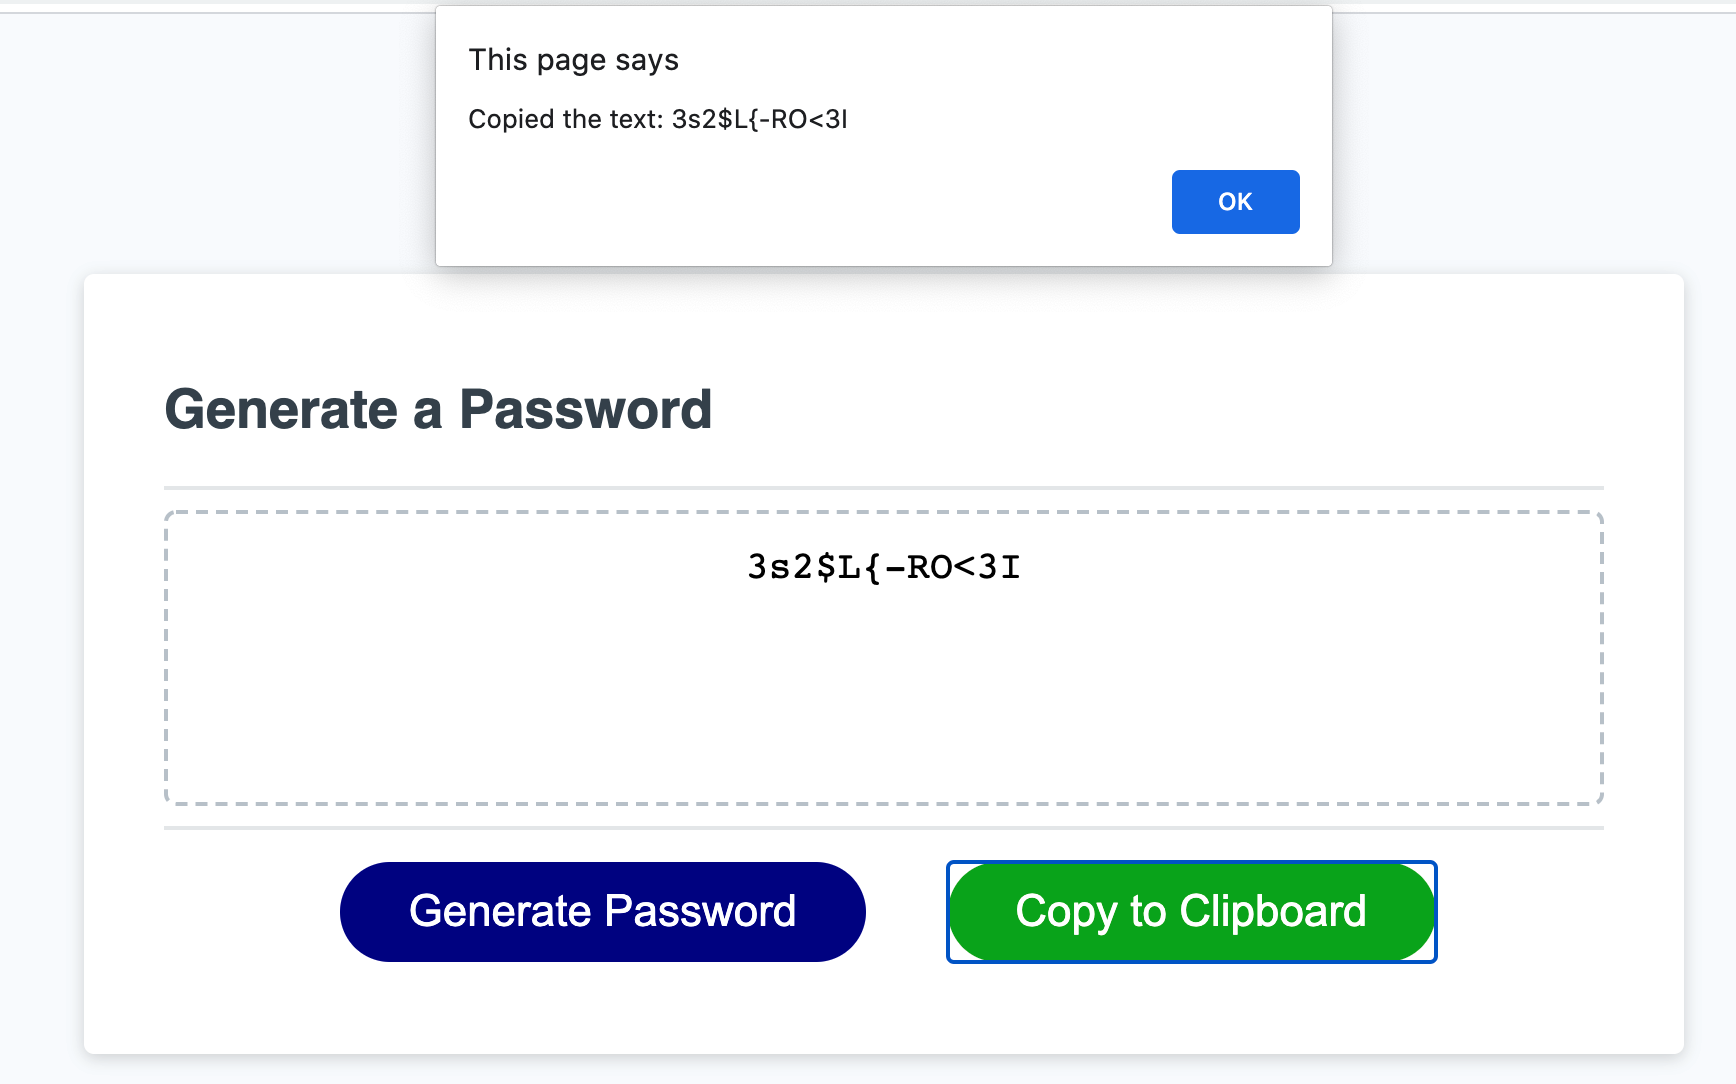 This page says
Copied the text: 3s2$L{-RO<3I
OK
Generate a Password
3s2$L{-RO<3I
Generate Password
Copy to Clipboard